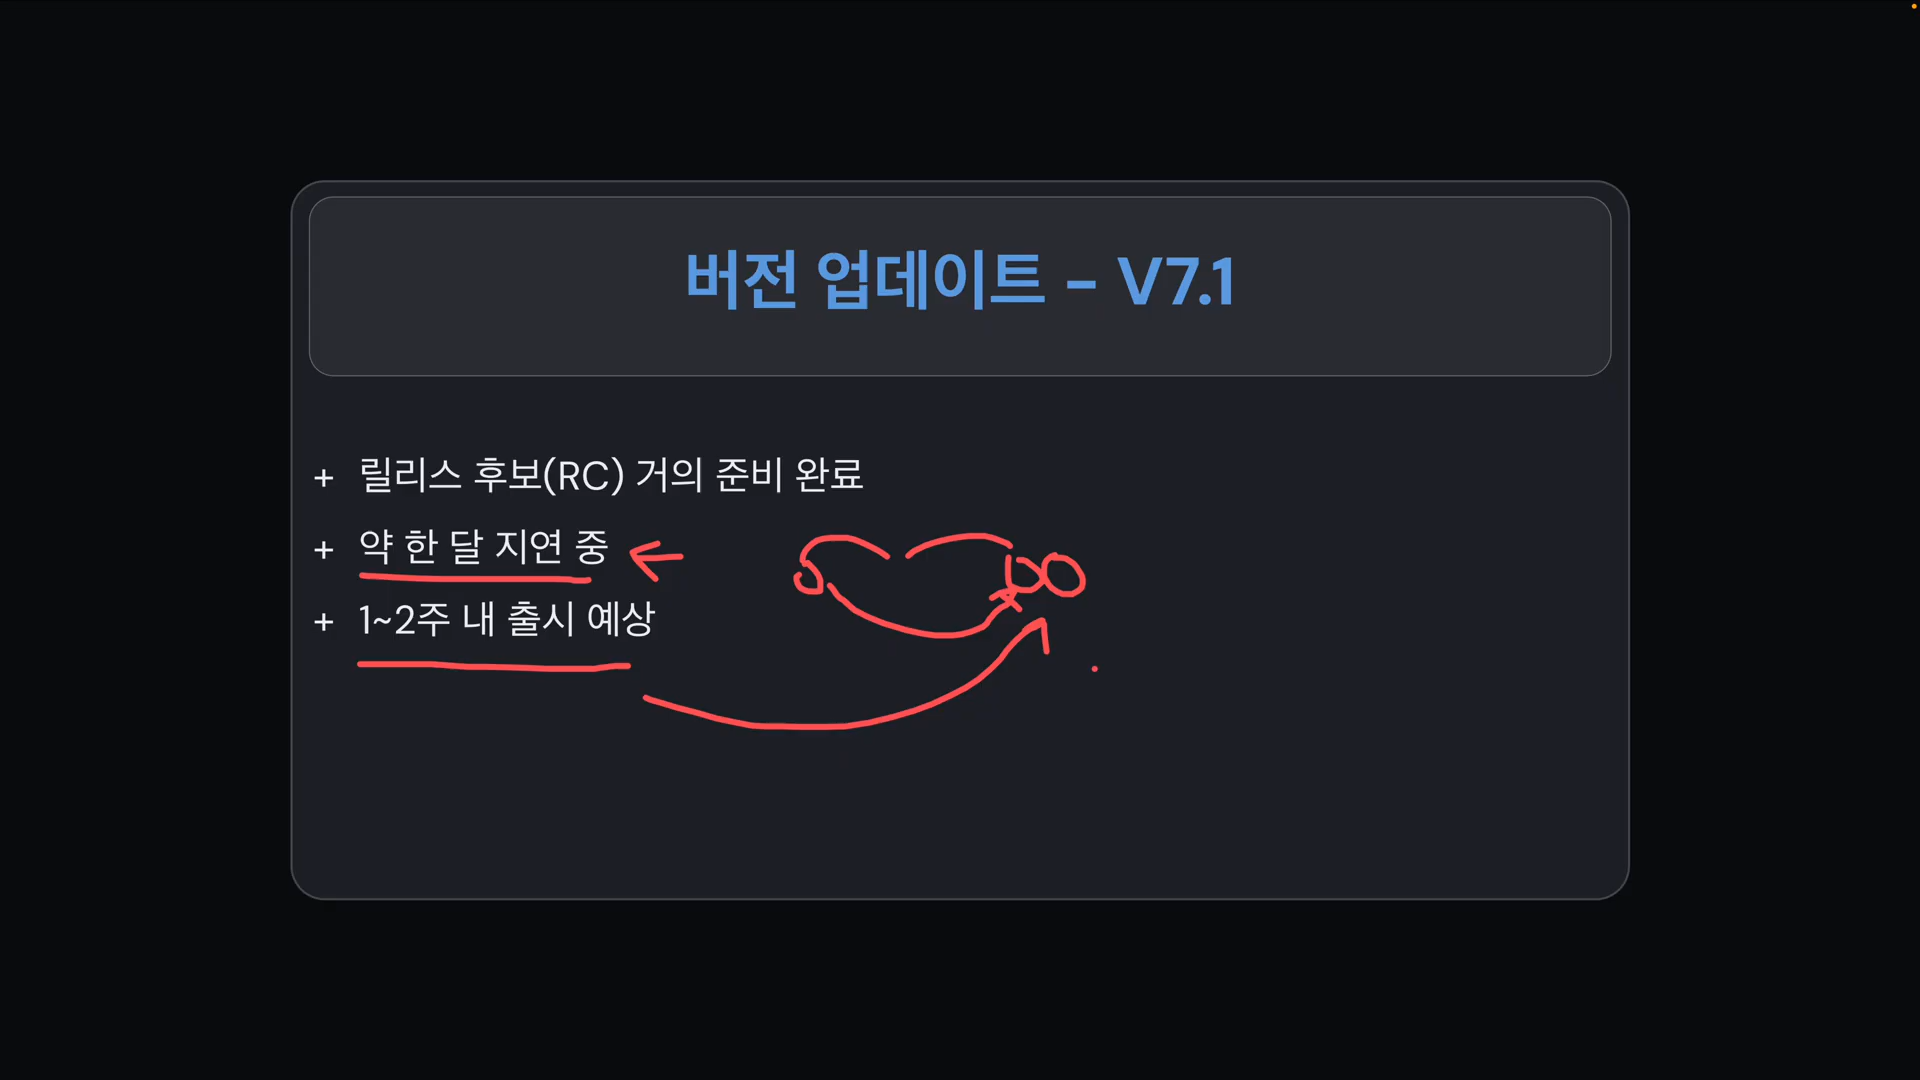 버전 업데이트 - V7.1
+ 릴리스 후보(RC) 거의 준비 완료
+ 약 한 달 지연 중
+ 1~2주 내 출시 예상